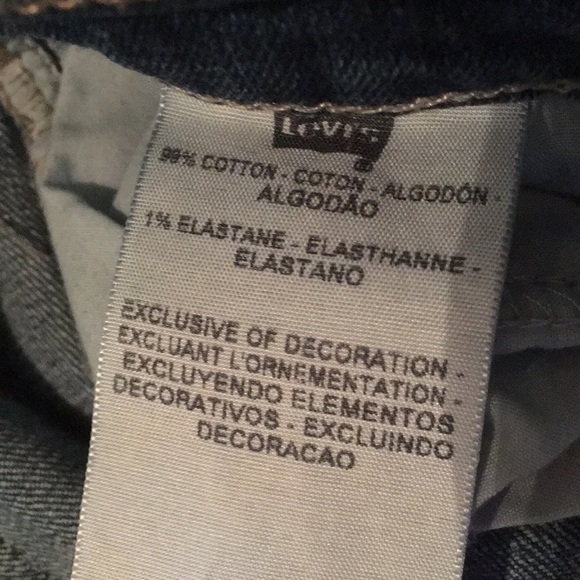 LEVI'S
99% COTTON - COTON - ALGODÓN -
ALGODÃO
1% ELASTANE - ELASTHANNE -
ELASTANO
EXCLUSIVE OF DECORATION -
EXCLUANT L'ORNEMENTATION -
EXCLUYENDO ELEMENTOS
DECORATIVOS - EXCLUINDO
DECORACAO